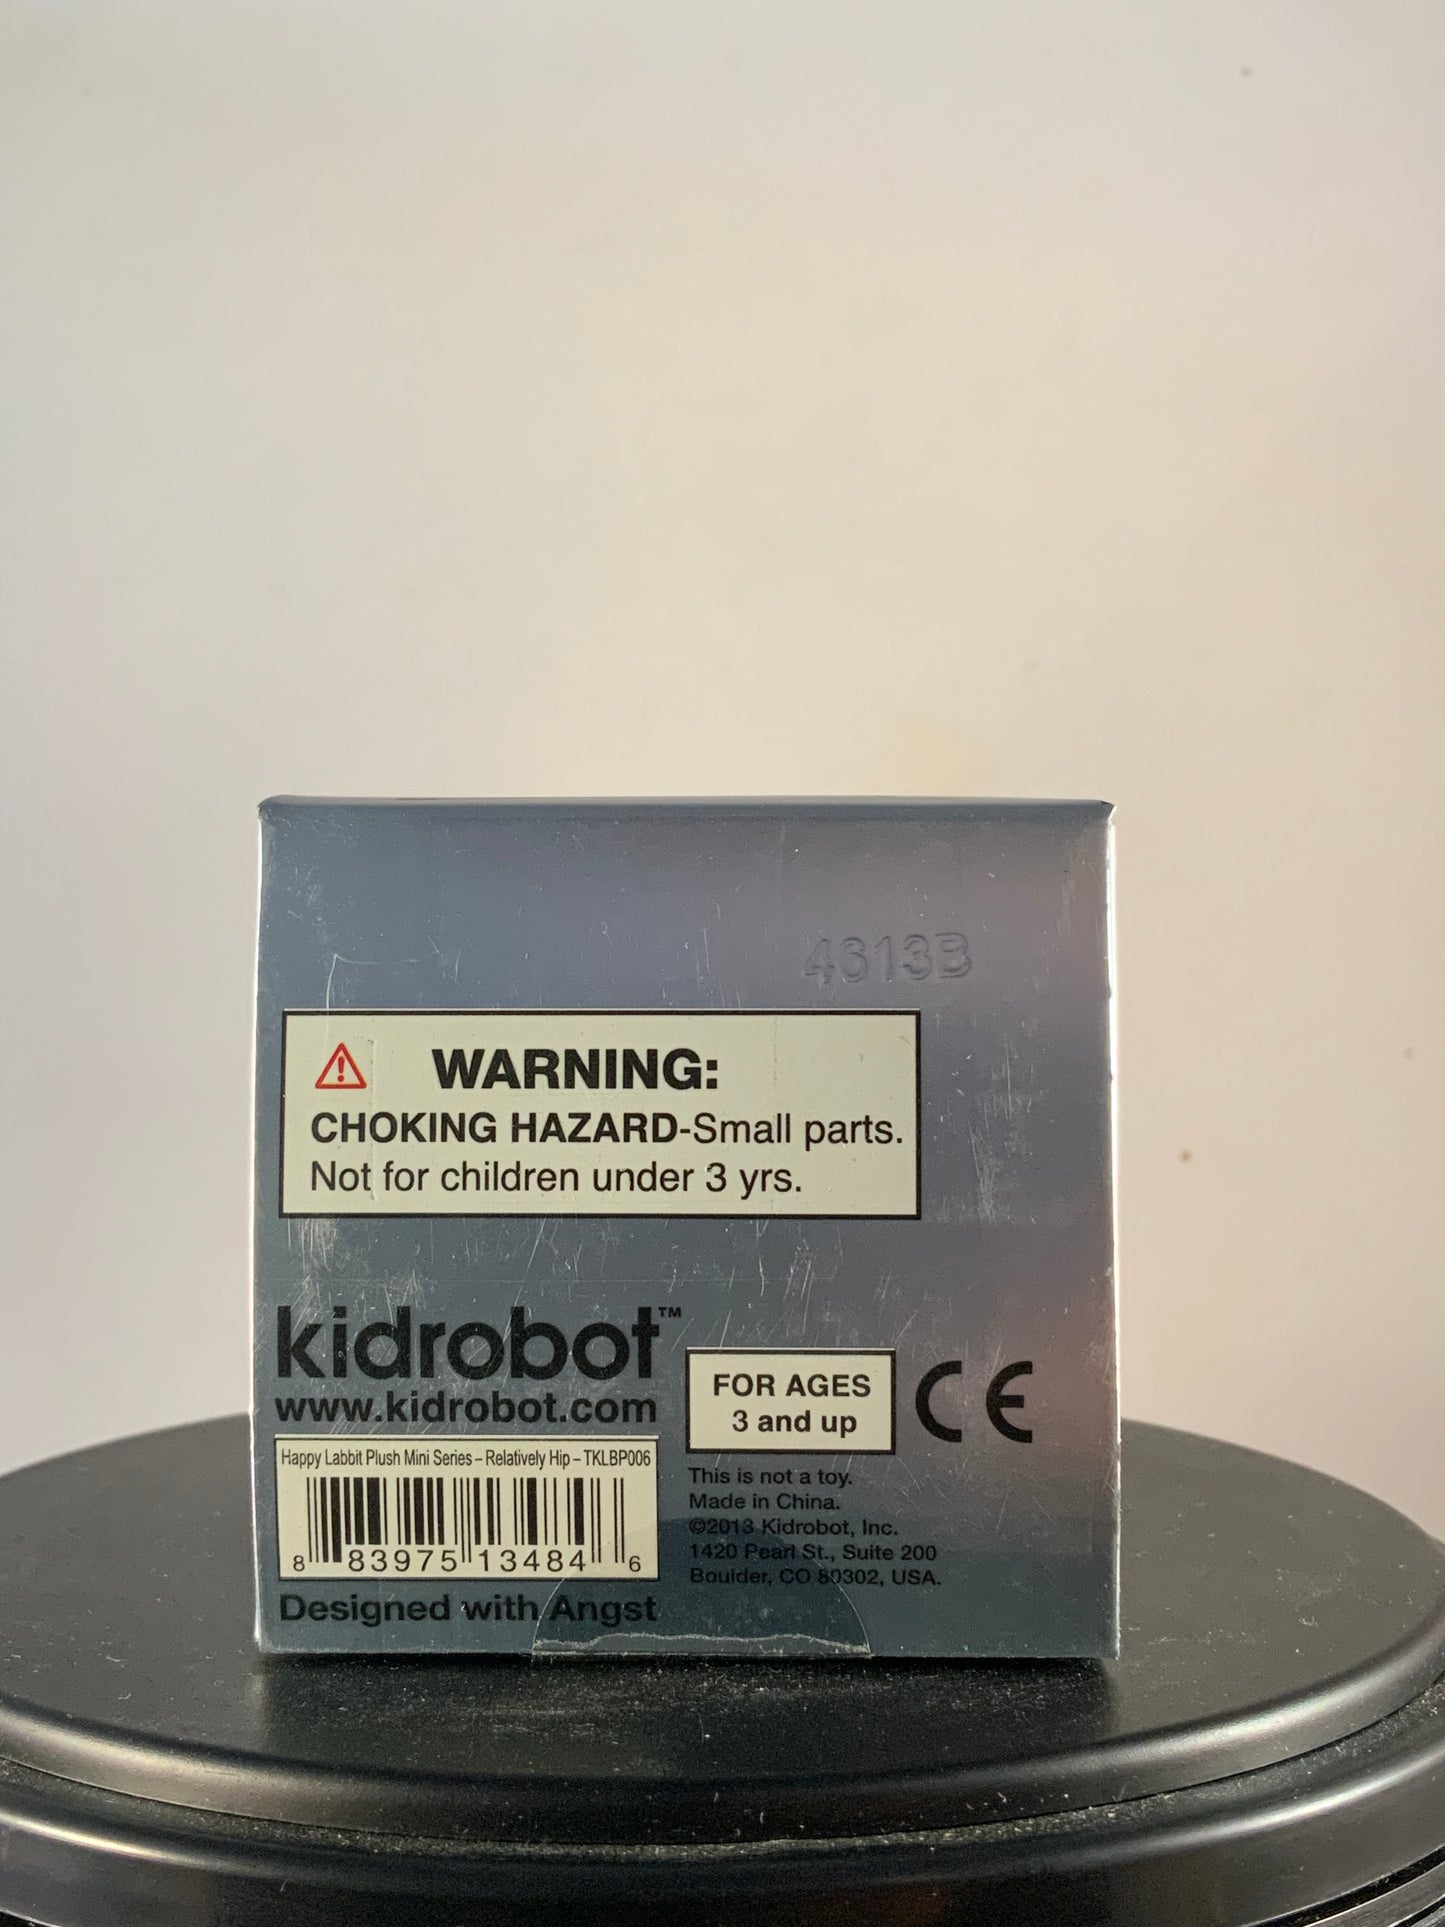 4613B
WARNING:
CHOKING HAZARD-Small parts.
Not for children under 3 yrs.
kidrobot™
www.kidrobot.com
FOR AGES
3 and up
CE
Happy Labbit Plush Mini Series – Relatively Hip – TKLBP006
8 83975 13484 6
Designed with Angst
This is not a toy.
Made in China.
©2013 Kidrobot, Inc.
1420 Pearl St., Suite 200
Boulder, CO 80302, USA.